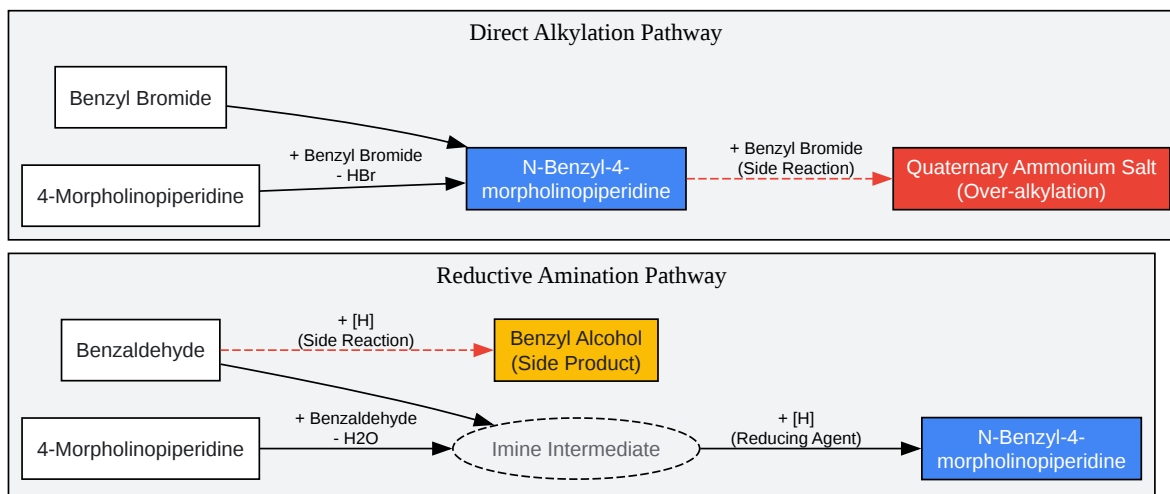 Direct Alkylation Pathway
Benzyl Bromide
4-Morpholinopiperidine
+ Benzyl Bromide
- HBr
N-Benzyl-4-
morpholinopiperidine
+ Benzyl Bromide
(Side Reaction)
Quaternary Ammonium Salt
(Over-alkylation)
Reductive Amination Pathway
Benzaldehyde
+ [H]
(Side Reaction)
Benzyl Alcohol
(Side Product)
4-Morpholinopiperidine
+ Benzaldehyde
- H2O
Imine Intermediate
+ [H]
(Reducing Agent)
N-Benzyl-4-
morpholinopiperidine